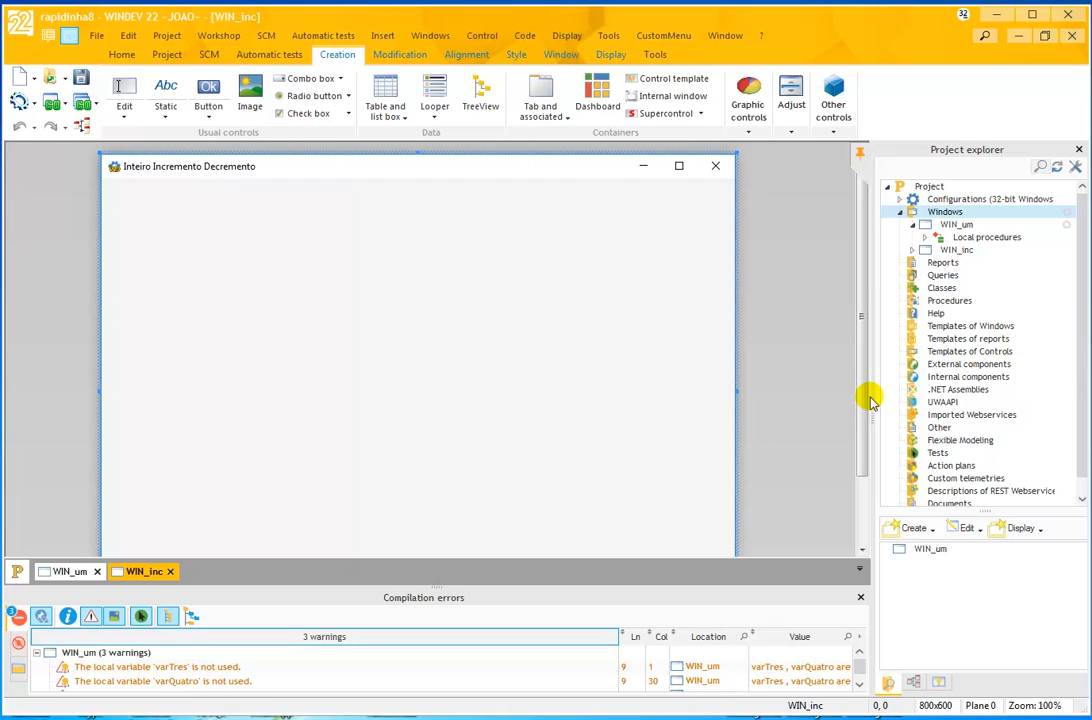 rapidinha8 - WINDEV 22 -JOAO- - [WIN_inc]
32
File Edit Project Workshop SCM Automatic tests Insert Windows Code Control Display Tools CustomMenu Window ?
Home Project SCM Automatic tests Creation Modification Alignment Style Window Display Tools
Edit
Abc
Static
Ok
Button
Image
Combo box
Radio button
Check box
Usual controls
Table and list box
Looper
TreeView
Data
Tab and associated
Dashboard
Control template
Internal window
Supercontrol
Containers
Graphic controls
Adjust
Other controls
GO GO
Inteiro Incremento Decremento
Project explorer
Project
Configurations (32-bit Windows
Windows
WIN_um
Local procedures
WIN_inc
Reports
Queries
Classes
Procedures
Help
Templates of Windows
Templates of reports
Templates of Controls
External components
Internal components
.NET Assemblies
UWAAPI
Imported Webservices
Other
Flexible Modeling
Tests
Action plans
Custom telemetries
Descriptions of REST Webservice
Documents
Create Edit Display
WIN_um
WIN_um WIN_inc
Compilation errors
3
3 warnings Ln Col Location Value
WIN_um (3 warnings)
The local variable 'varTres' is not used. 9 1 WIN_um varTres , varQuatro are
The local variable 'varQuatro' is not used. 9 30 WIN_um varTres , varQuatro are
WIN_inc 0, 0 800x600 Plane 0 Zoom: 100%